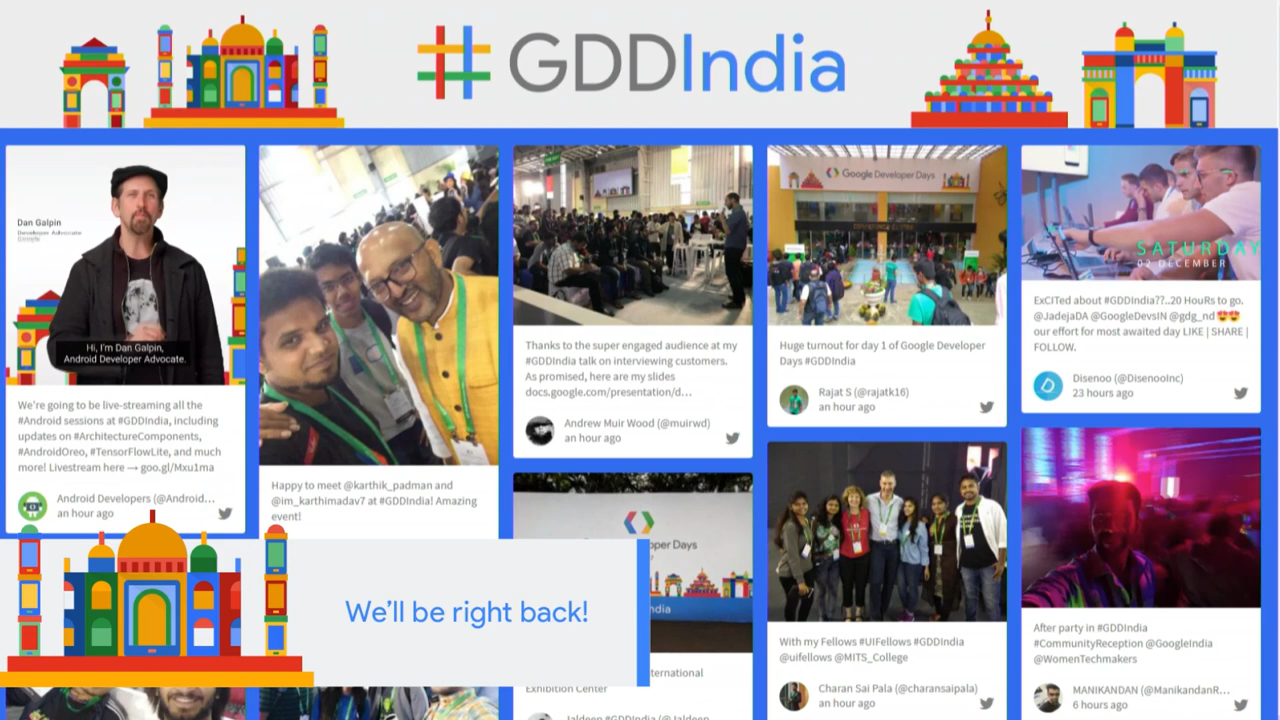 #GDDIndia
Dan Galpin
Developer Advocate
Google
Hi, I'm Dan Galpin,
Android Developer Advocate.
We're going to be live-streaming all the
#Android sessions at #GDDIndia, including
updates on #ArchitectureComponents,
#AndroidOreo, #TensorFlowLite, and much
more! Livestream here → goo.gl/Mxu1ma
Android Developers (@Android...
an hour ago
Happy to meet @karthik_padman and
@im_karthimadav7 at #GDDIndia! Amazing
event!
Thanks to the super engaged audience at my
#GDDIndia talk on interviewing customers.
As promised, here are my slides
docs.google.com/presentation/d...
Andrew Muir Wood (@muirwd)
an hour ago
per Days
ndia
ternational
Exhibition Center
Jaldeep #GDDIndia (@Jaldeep
Google Developer Days
Huge turnout for day 1 of Google Developer
Days #GDDIndia
Rajat S (@rajatk16)
an hour ago
With my Fellows #UIFellows #GDDIndia
@uifellows @MITS_College
Charan Sai Pala (@charansaipala)
an hour ago
SATURDAY
02 DECEMBER
ExCITed about #GDDIndia??..20 HouRs to go.
@JadejaDA @GoogleDevsIN @gdg_nd 😍😍
our effort for most awaited day LIKE | SHARE |
FOLLOW.
Disenoo (@DisenooInc)
23 hours ago
After party in #GDDIndia
#CommunityReception @GoogleIndia
@WomenTechmakers
MANIKANDAN (@ManikandanR...
6 hours ago
We'll be right back!